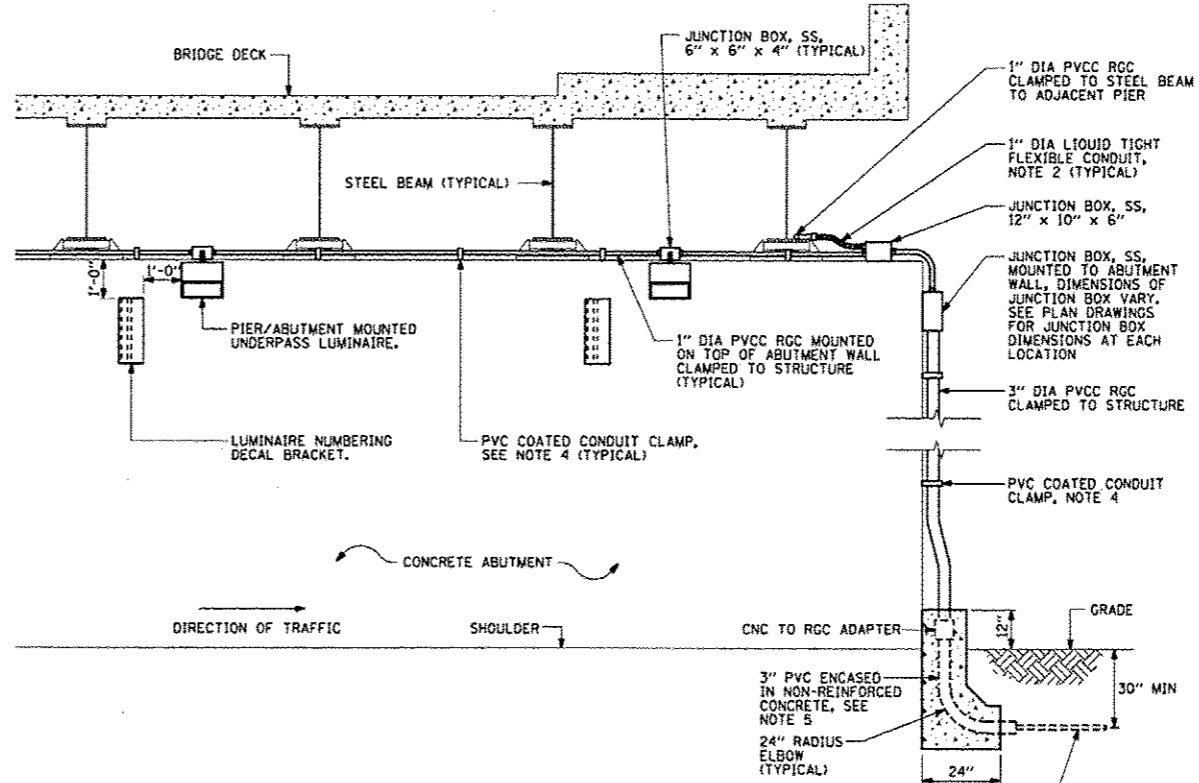 BRIDGE DECK
JUNCTION BOX, SS,
6" x 6" x 4" (TYPICAL)
1" DIA PVCC RGC
CLAMPED TO STEEL BEAM
TO ADJACENT PIER
1" DIA LIQUID TIGHT
FLEXIBLE CONDUIT,
NOTE 2 (TYPICAL)
STEEL BEAM (TYPICAL)
JUNCTION BOX, SS,
12" x 10" x 6"
JUNCTION BOX, SS,
MOUNTED TO ABUTMENT
WALL, DIMENSIONS OF
JUNCTION BOX VARY.
SEE PLAN DRAWINGS
FOR JUNCTION BOX
DIMENSIONS AT EACH
LOCATION
1'-0"
1'-0"
PIER/ABUTMENT MOUNTED
UNDERPASS LUMINAIRE.
1" DIA PVCC RGC MOUNTED
ON TOP OF ABUTMENT WALL
CLAMPED TO STRUCTURE
(TYPICAL)
3" DIA PVCC RGC
CLAMPED TO STRUCTURE
LUMINAIRE NUMBERING
DECAL BRACKET.
PVC COATED CONDUIT CLAMP,
SEE NOTE 4 (TYPICAL)
PVC COATED CONDUIT
CLAMP, NOTE 4
CONCRETE ABUTMENT
DIRECTION OF TRAFFIC
SHOULDER
CNC TO RGC ADAPTER
12"
GRADE
3" PVC ENCASED
IN NON-REINFORCED
CONCRETE, SEE
NOTE 5
30" MIN
24" RADIUS
ELBOW
(TYPICAL)
24"